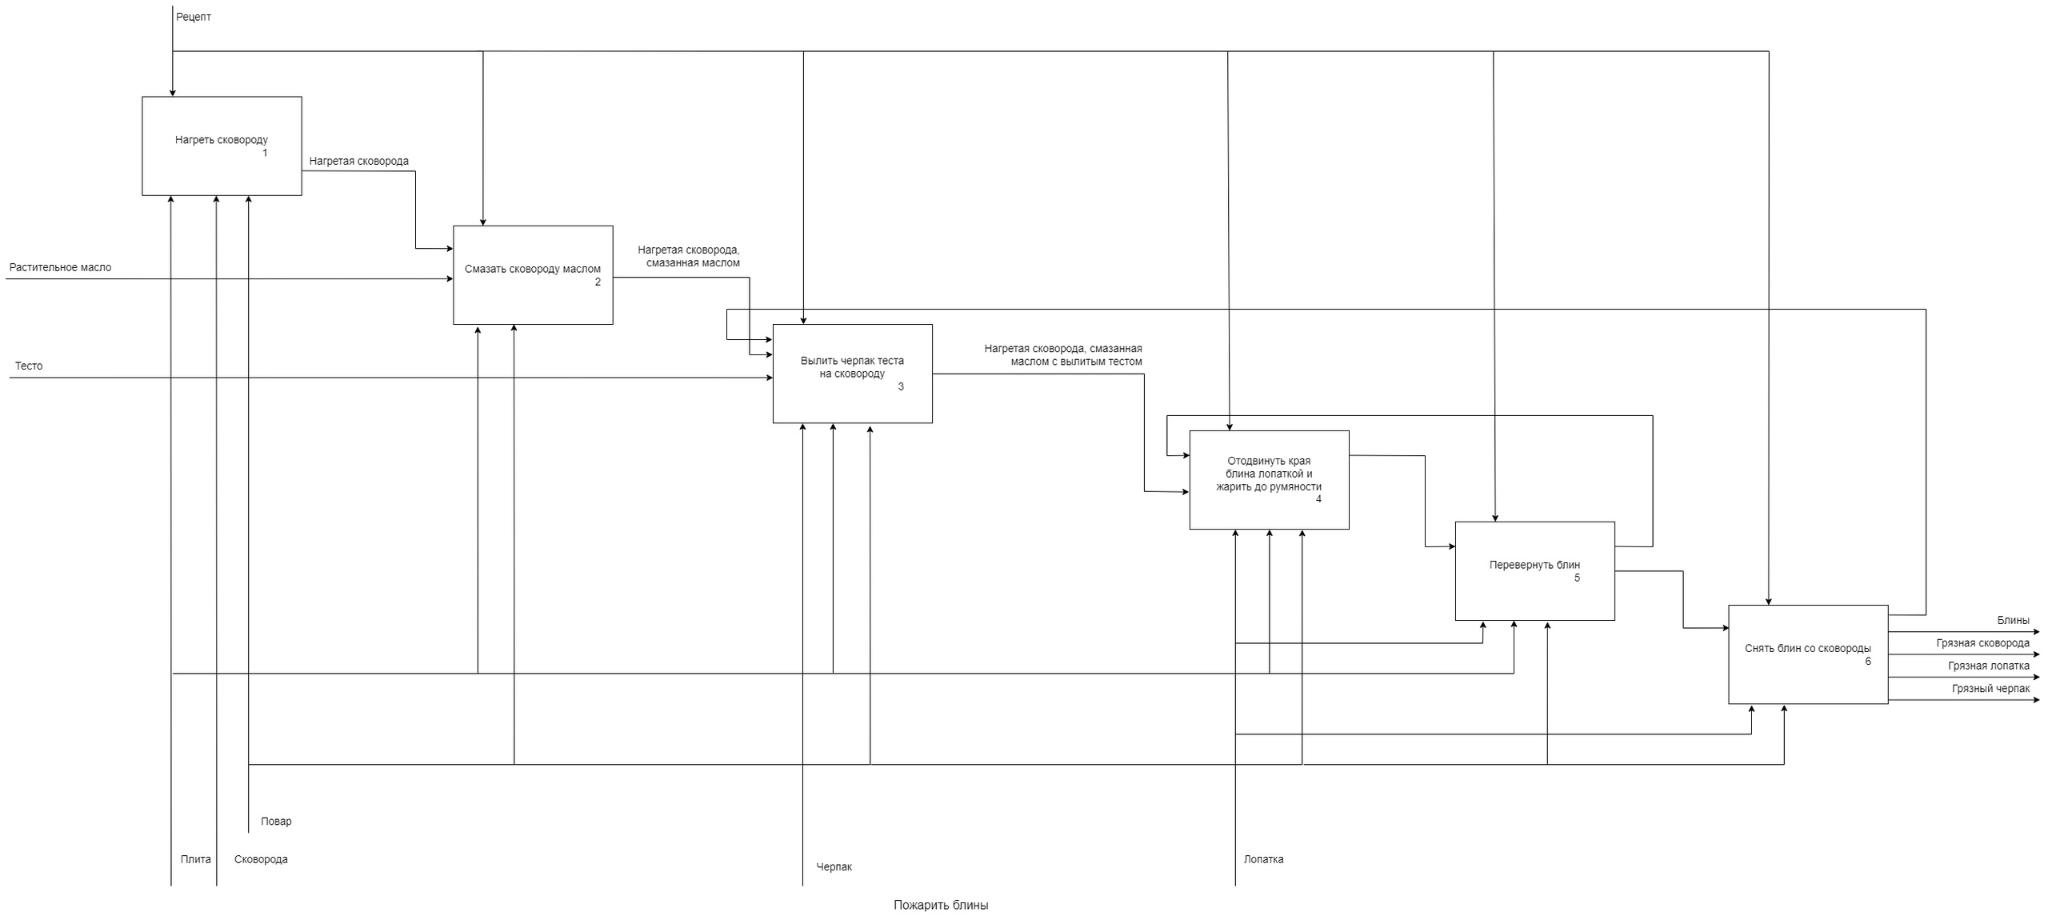 Рецепт
Нагреть сковороду
1
Нагретая сковорода
Растительное масло
Смазать сковороду маслом
2
Нагретая сковорода,
смазанная маслом
Тесто
Вылить черпак теста
на сковороду
3
Нагретая сковорода, смазанная
маслом с вылитым тестом
Отодвинуть края
блина лопаткой и
жарить до румяности
4
Перевернуть блин
5
Снять блин со сковороды
6
Блины
Грязная сковорода
Грязная лопатка
Грязный черпак
Повар
Плита
Сковорода
Черпак
Лопатка
Пожарить блины